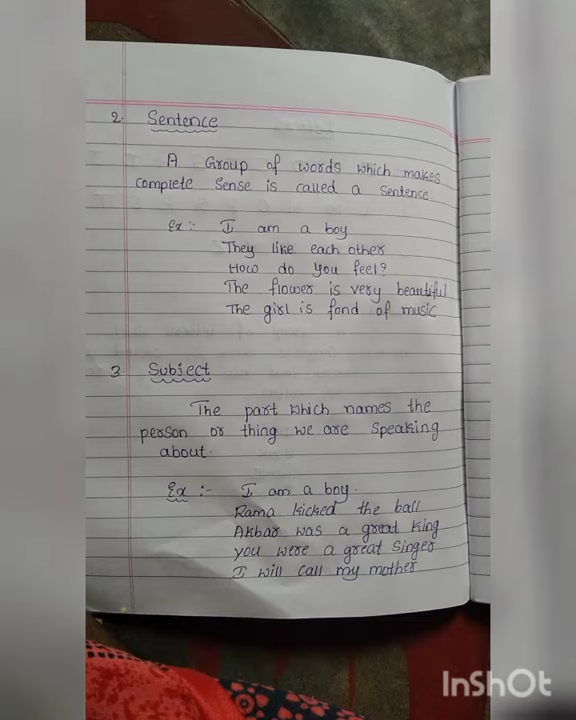 2. Sentence
A Group of words which makes
complete Sense is called a Sentence
Ex :- I am a boy
They like each other
How do you feel?
The flower is very beautiful
The girl is fond of music
3 Subject
The part which names the
person or thing we are Speaking
about.
Ex :- I am a boy.
Rama kicked the ball
Akbar was a great King
you were a great Singer
I will call my mother
InShOt